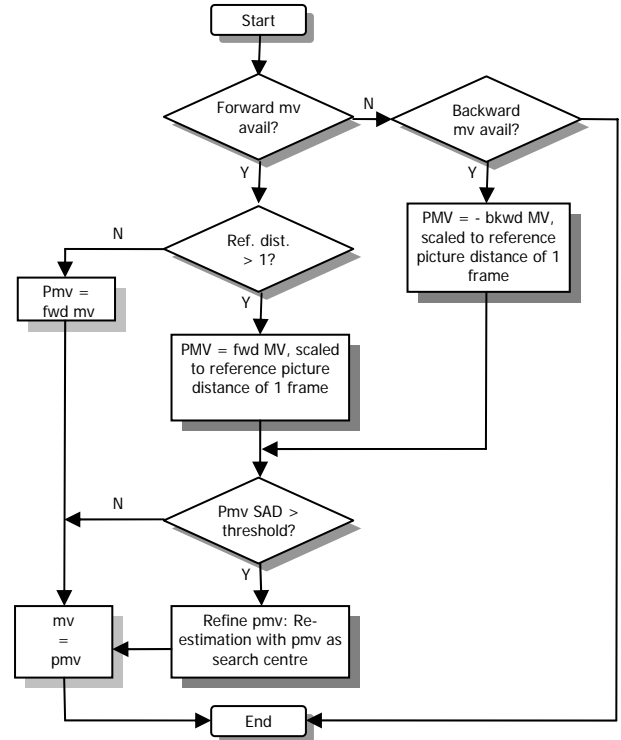 Start
Forward mv
avail?
N
Backward
mv avail?
Y
Y
PMV = - bkwd MV,
scaled to reference
picture distance of 1
frame
N
Ref. dist.
> 1?
Pmv =
fwd mv
Y
PMV = fwd MV, scaled
to reference picture
distance of 1 frame
N
Pmv SAD >
threshold?
Y
mv
=
pmv
Refine pmv: Re-
estimation with pmv as
search centre
End